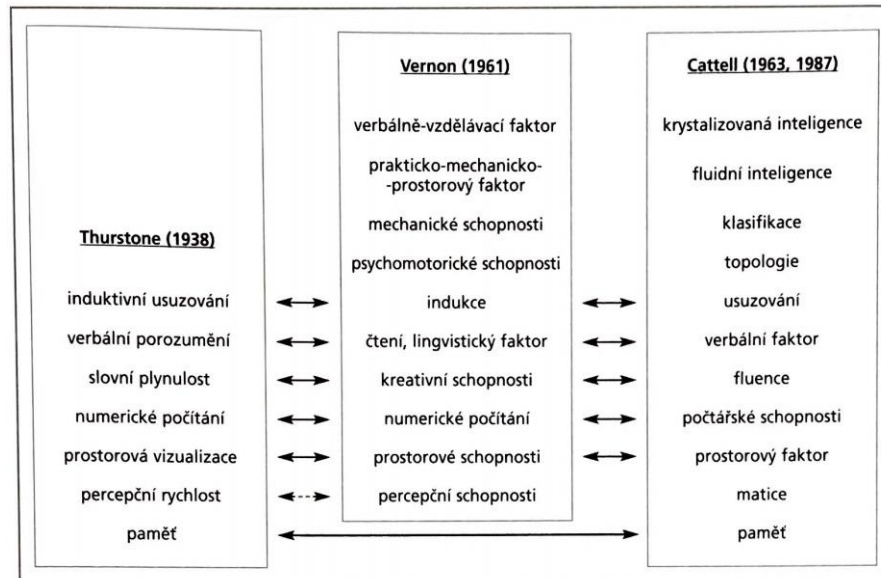 Thurstone (1938)
induktivní usuzování
verbální porozumění
slovní plynulost
numerické počítání
prostorová vizualizace
percepční rychlost
paměť
Vernon (1961)
verbálně-vzdělávací faktor
prakticko-mechanicko-
-prostorový faktor
mechanické schopnosti
psychomotorické schopnosti
indukce
čtení, lingvistický faktor
kreativní schopnosti
numerické počítání
prostorové schopnosti
percepční schopnosti
Cattell (1963, 1987)
krystalizovaná inteligence
fluidní inteligence
klasifikace
topologie
usuzování
verbální faktor
fluence
počtářské schopnosti
prostorový faktor
matice
paměť